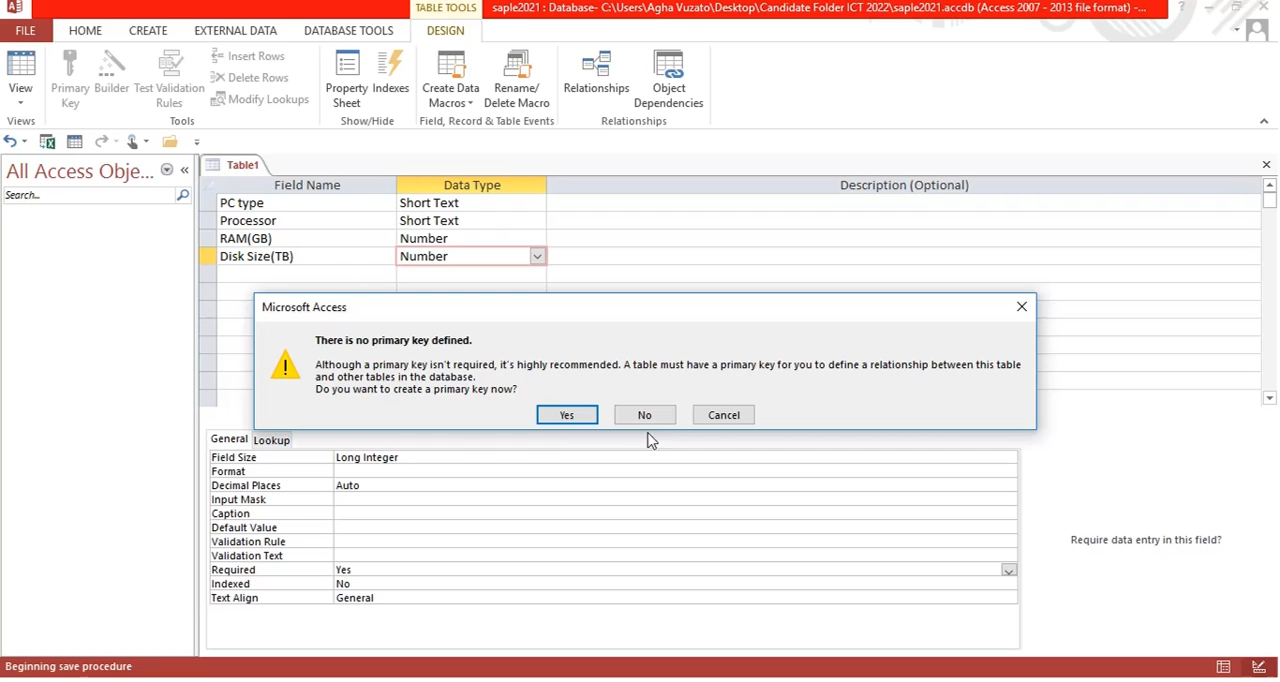 TABLE TOOLS
saple2021 : Database- C:\Users\Agha Vuzato\Desktop\Candidate Folder ICT 2022\saple2021.accdb (Access 2007 - 2013 file format) -...
FILE HOME CREATE EXTERNAL DATA DATABASE TOOLS DESIGN
View
Primary Key
Builder
Test Validation Rules
Insert Rows
Delete Rows
Modify Lookups
Property Sheet
Indexes
Create Data Macros
Rename/ Delete Macro
Relationships
Object Dependencies
Views Tools Show/Hide Field, Record & Table Events Relationships
All Access Obje...
Search...
Table1
Field Name Data Type Description (Optional)
PC type Short Text
Processor Short Text
RAM(GB) Number
Disk Size(TB) Number
Microsoft Access
There is no primary key defined.
Although a primary key isn't required, it's highly recommended. A table must have a primary key for you to define a relationship between this table
and other tables in the database.
Do you want to create a primary key now?
Yes No Cancel
General Lookup
Field Size Long Integer
Format
Decimal Places Auto
Input Mask
Caption
Default Value
Validation Rule
Validation Text
Required Yes
Indexed No
Text Align General
Require data entry in this field?
Beginning save procedure